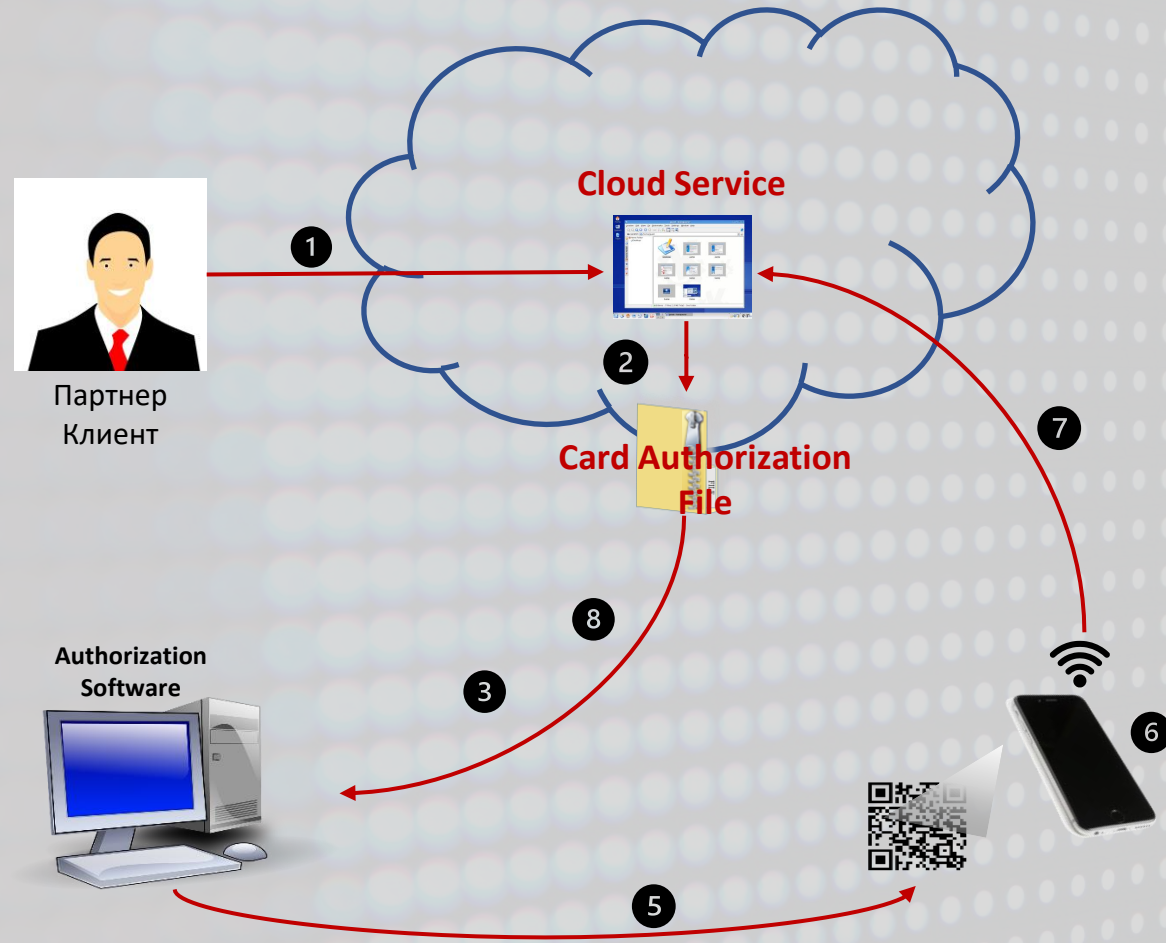 Cloud Service
1
2
Партнер
Клиент
7
Card Authorization
File
8
Authorization
Software
3
6
5